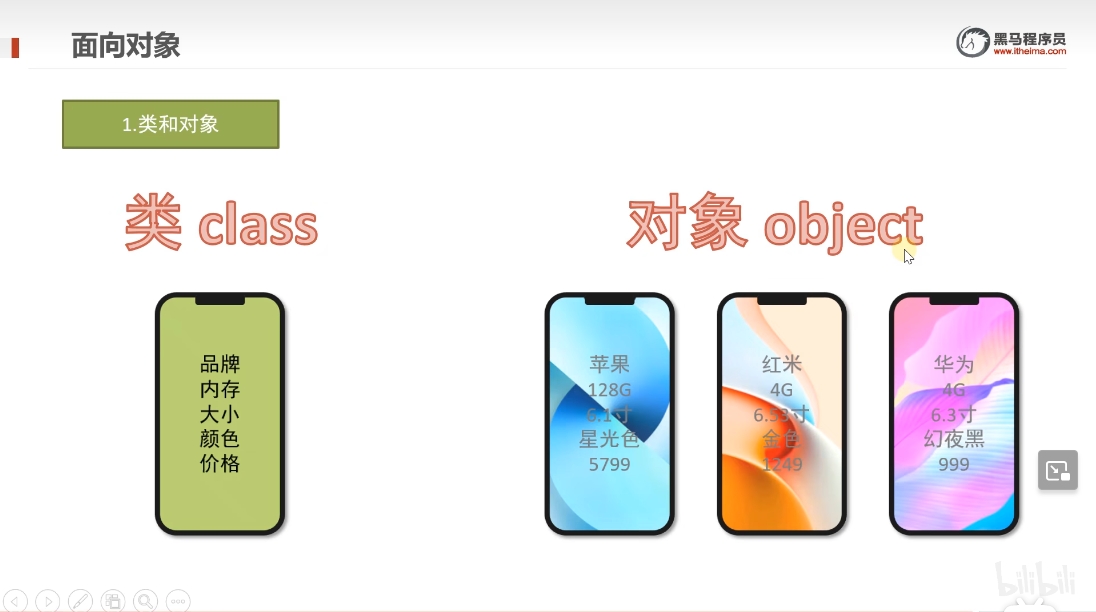 面向对象
黑马程序员
www.itheima.com
1.类和对象
类 class
对象 object
品牌
内存
大小
颜色
价格
苹果
128G
6.1寸
星光色
5799
红米
4G
6.53寸
金色
1249
华为
4G
6.3寸
幻夜黑
999
bilibili